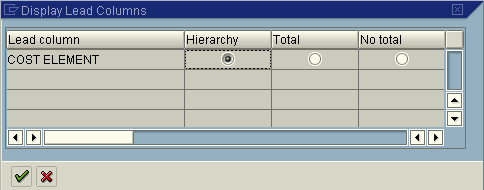 Display Lead Columns
Lead column Hierarchy Total No total
COST ELEMENT